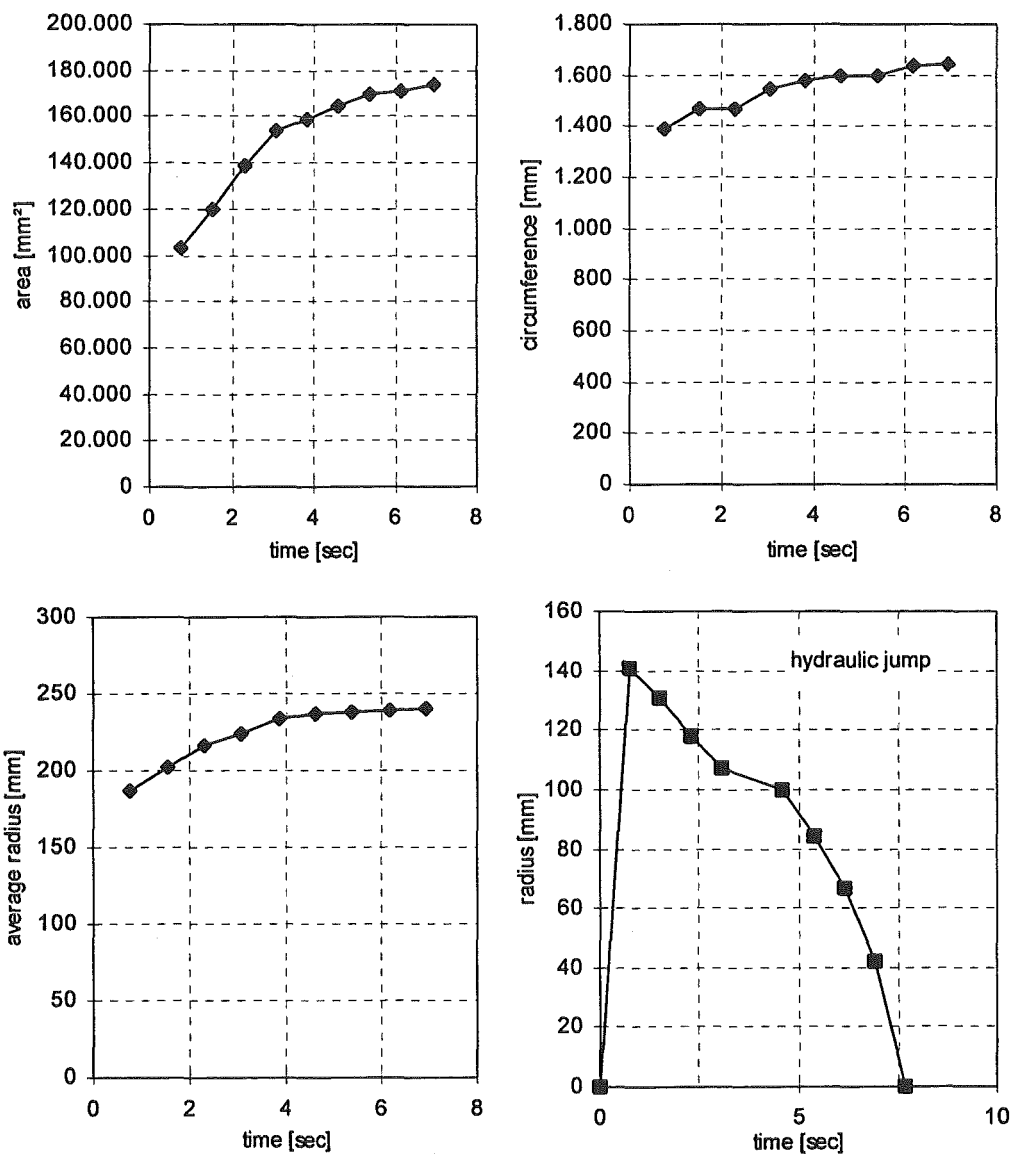 200.000
180.000
160.000
140.000
120.000
100.000
80.000
60.000
40.000
20.000
0
area [mm²]
0 2 4 6 8
time [sec]
1.800
1.600
1.400
1.200
1.000
800
600
400
200
0
circumference [mm]
0 2 4 6 8
time [sec]
300
250
200
150
100
50
0
average radius [mm]
0 2 4 6 8
time [sec]
160
140
120
100
80
60
40
20
0
radius [mm]
hydraulic jump
0 5 10
time [sec]